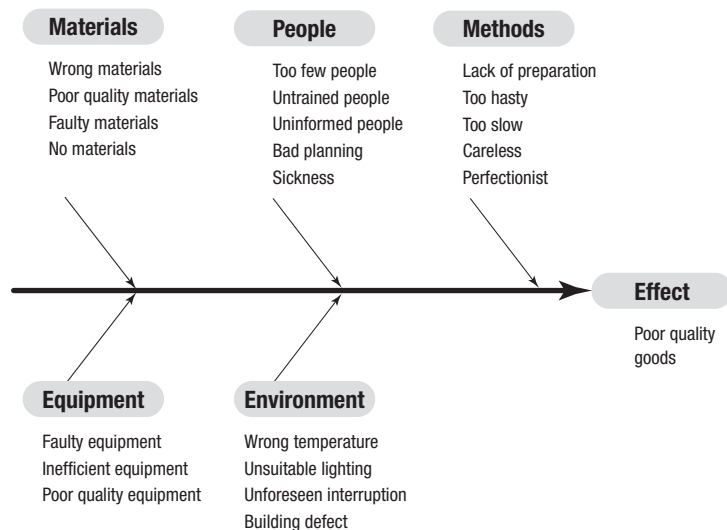 Materials
Wrong materials
Poor quality materials
Faulty materials
No materials
People
Too few people
Untrained people
Uninformed people
Bad planning
Sickness
Methods
Lack of preparation
Too hasty
Too slow
Careless
Perfectionist
Effect
Poor quality
goods
Equipment
Faulty equipment
Inefficient equipment
Poor quality equipment
Environment
Wrong temperature
Unsuitable lighting
Unforeseen interruption
Building defect